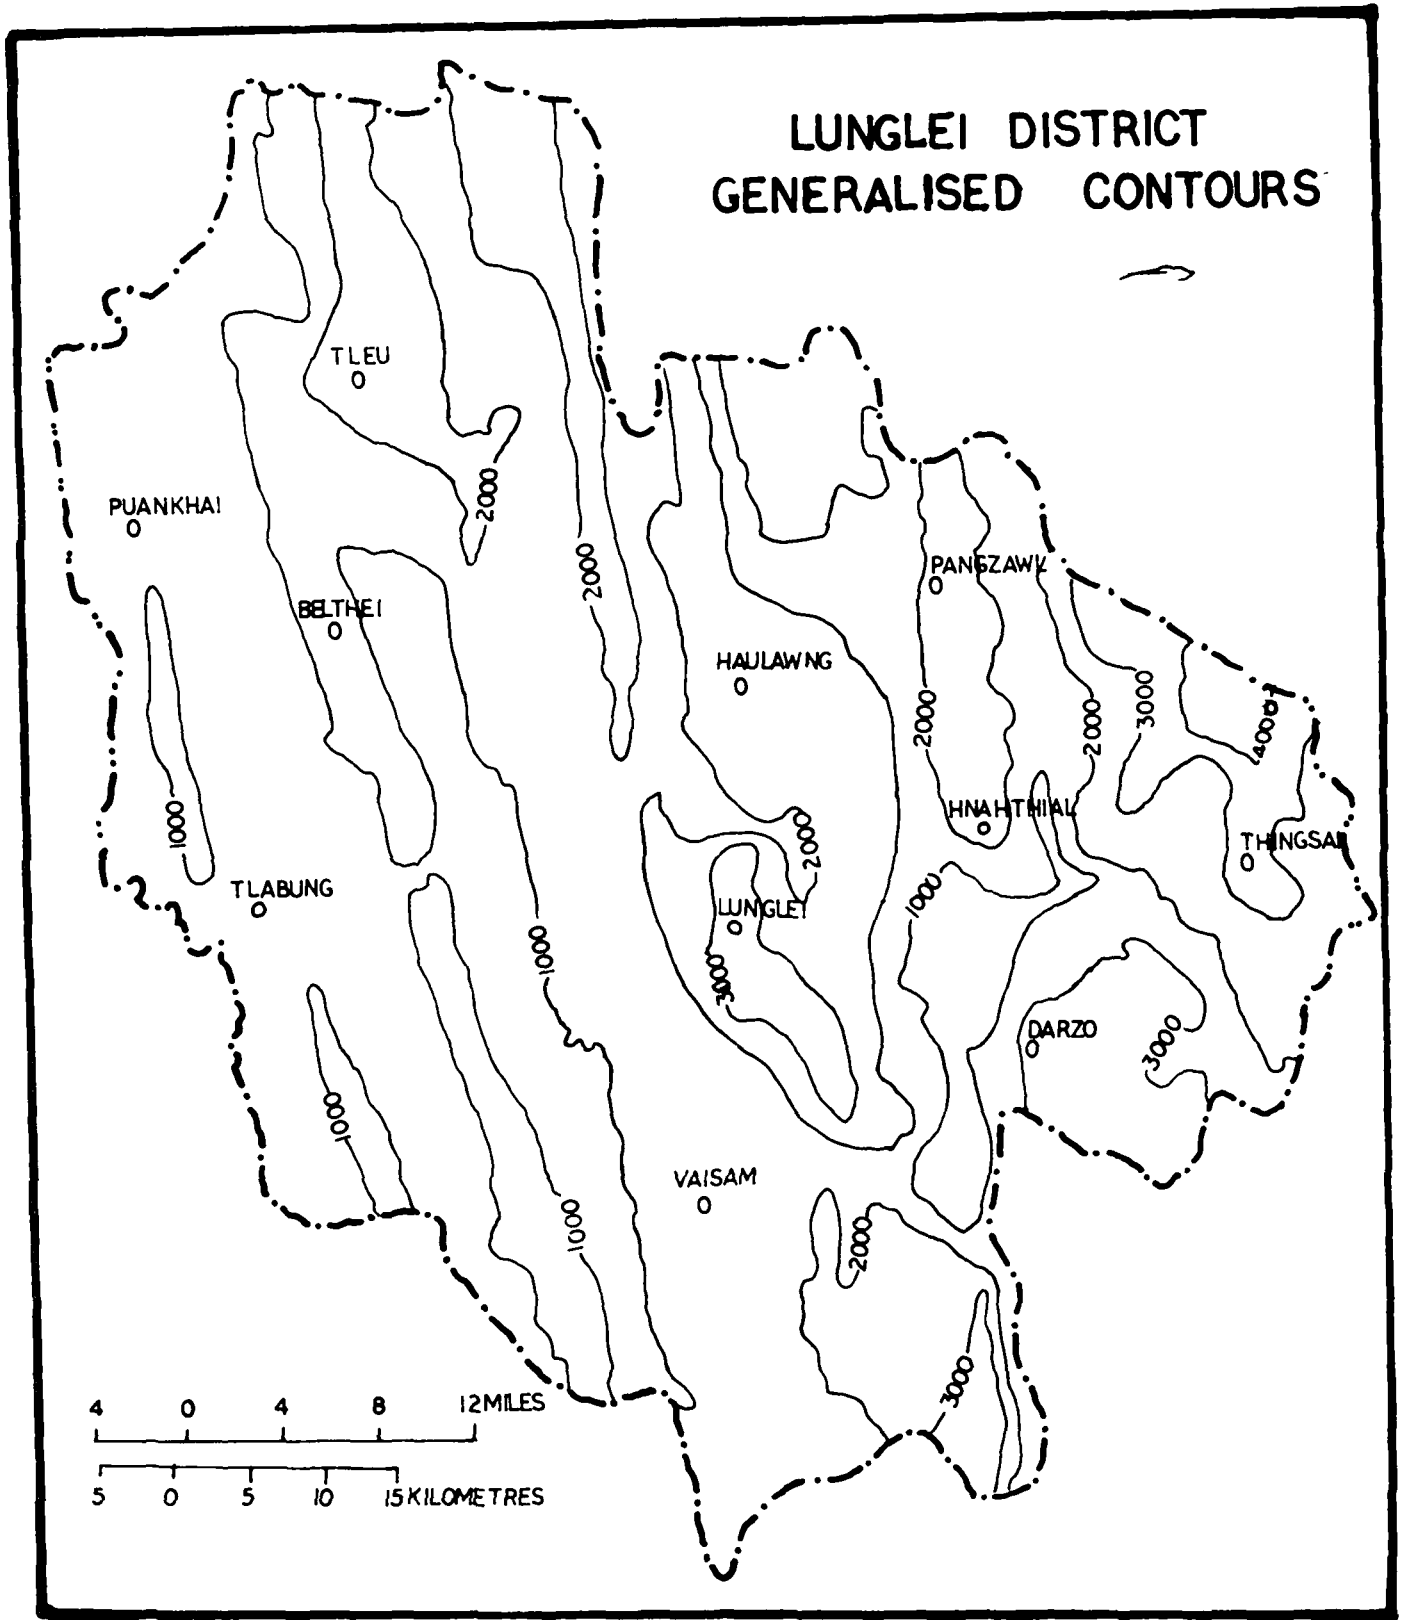 LUNGLEI DISTRICT
GENERALISED CONTOURS
TLEU
2000
PUANKHAI
2000
PANGZAWL
BELTHEI
HAULAWNG
3000
2000
2000
4000
1000
HNAHTHIAL
2000
THINGSAI
TLABUNG
1000
LUNGLEI
1000
3000
DARZO
3000
1000
VAISAM
1000
2000
3000
4 0 4 8 12 MILES
5 0 5 10 15 KILOMETRES